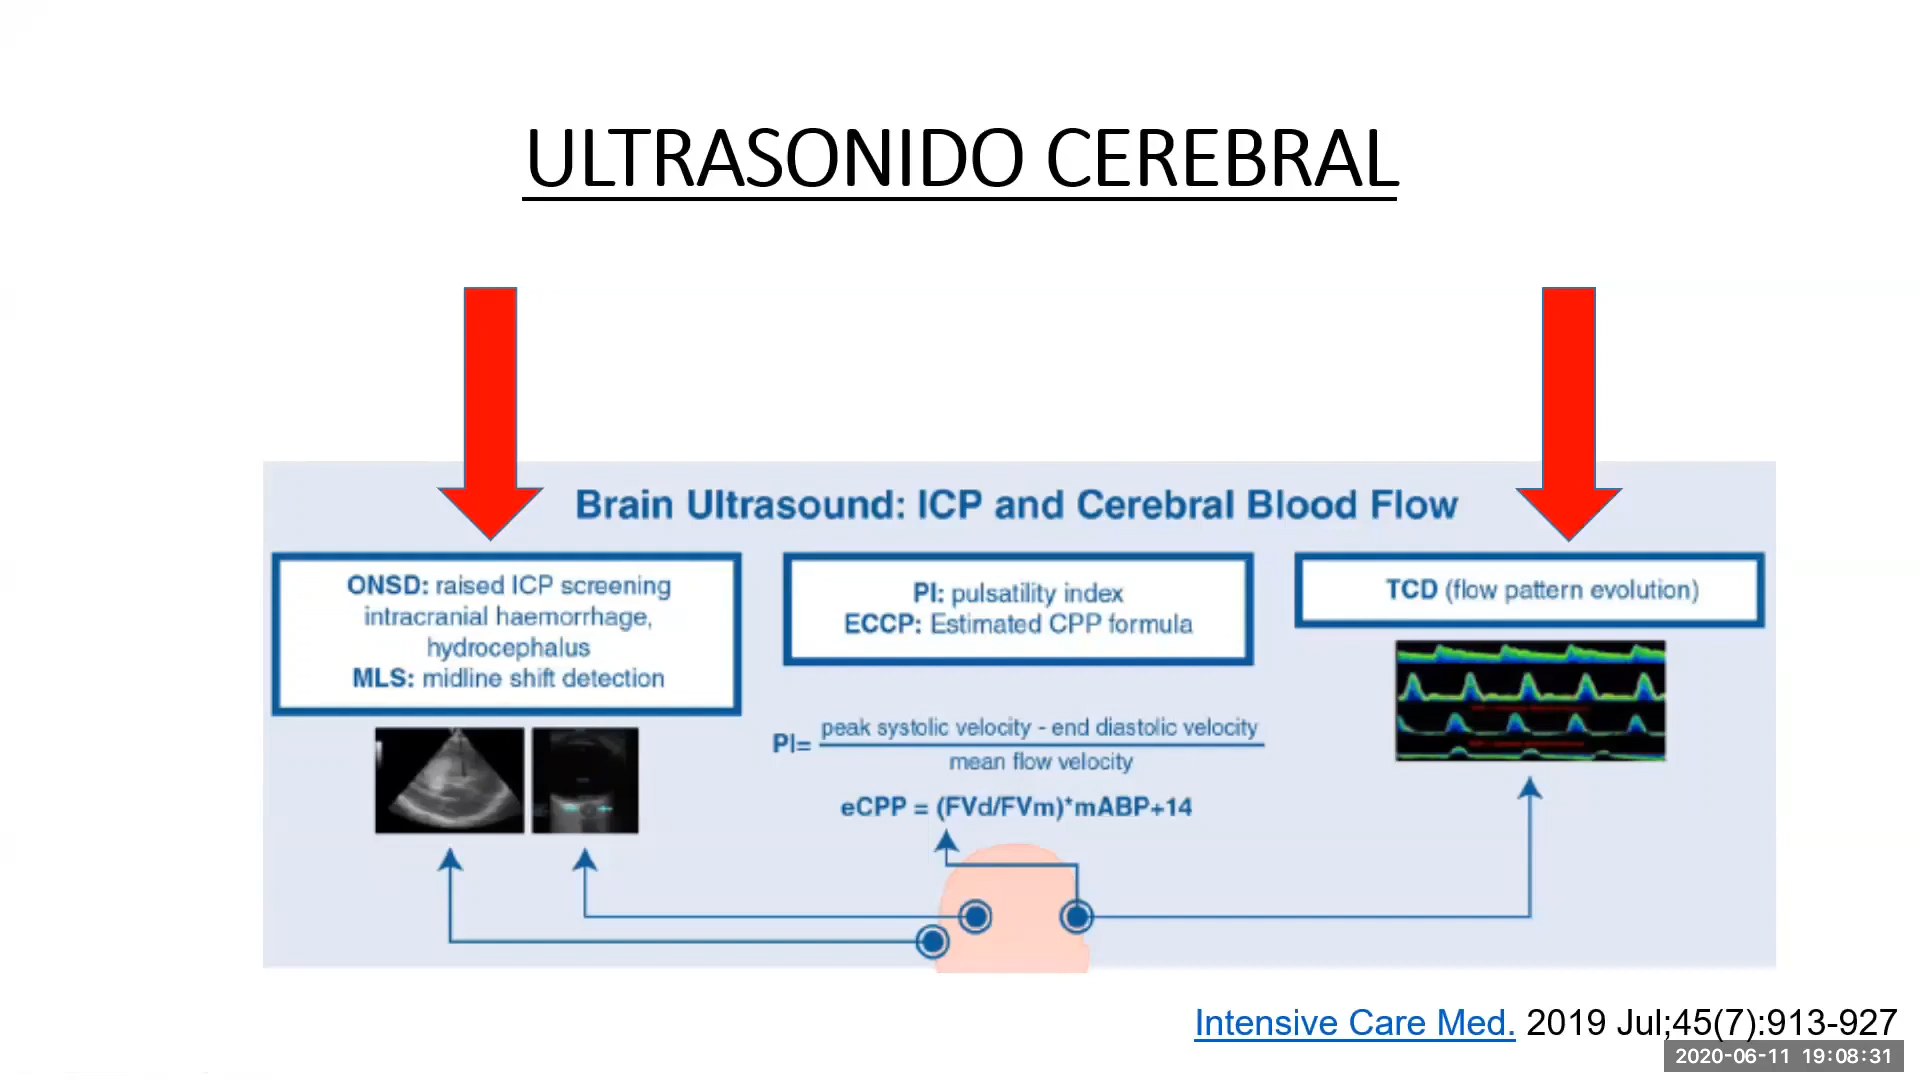 ULTRASONIDO CEREBRAL
Brain Ultrasound: ICP and Cerebral Blood Flow
ONSD: raised ICP screening
intracranial haemorrhage,
hydrocephalus
MLS: midline shift detection
PI: pulsatility index
ECCP: Estimated CPP formula
TCD (flow pattern evolution)
PI= peak systolic velocity - end diastolic velocity
mean flow velocity
eCPP = (FVd/FVm)*mABP+14
Intensive Care Med. 2019 Jul;45(7):913-927
2020-06-11 19:08:31